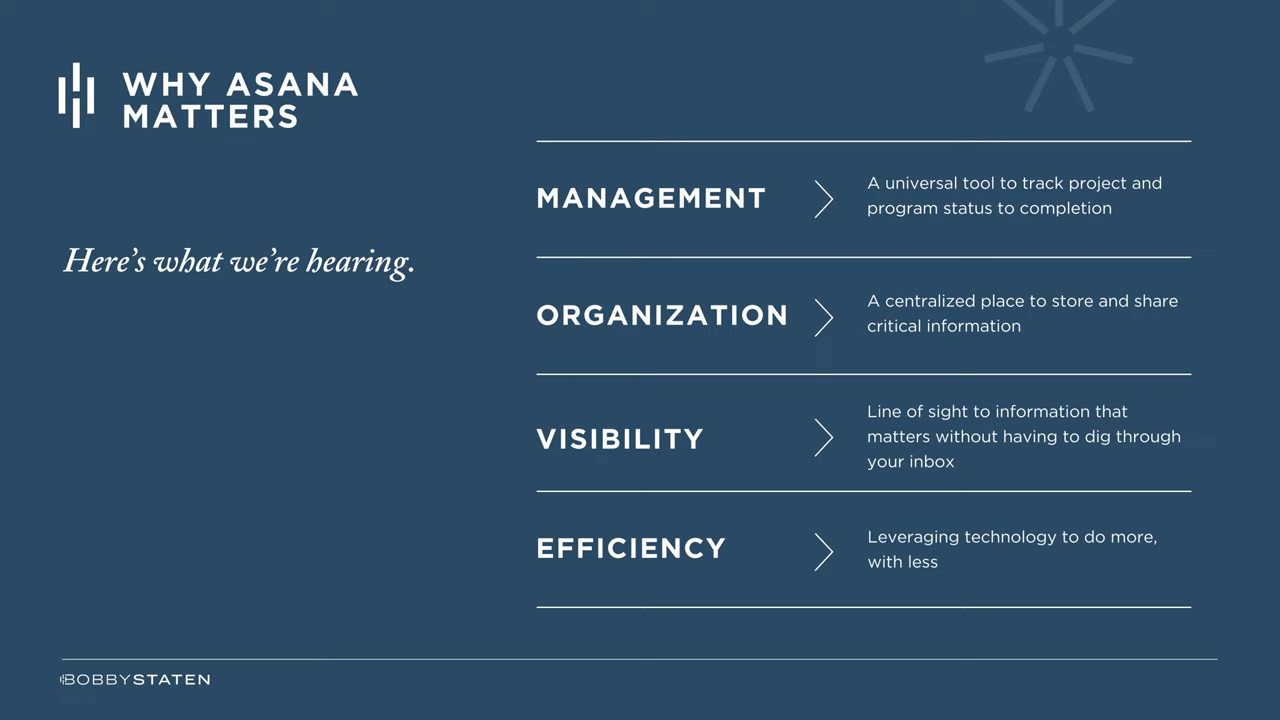 WHY ASANA
MATTERS
Here's what we're hearing.
MANAGEMENT
A universal tool to track project and
program status to completion
ORGANIZATION
A centralized place to store and share
critical information
VISIBILITY
Line of sight to information that
matters without having to dig through
your inbox
EFFICIENCY
Leveraging technology to do more,
with less
BOBBYSTATEN